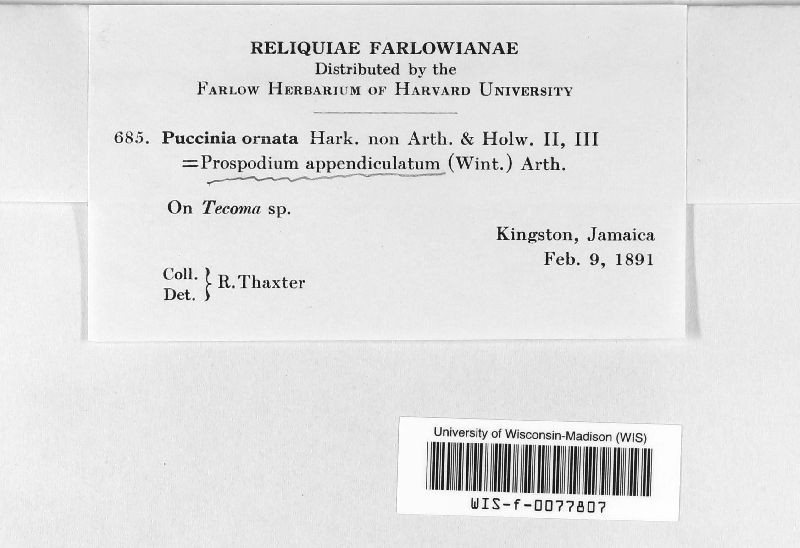 RELIQUIAE FARLOWIANAE
Distributed by the
FARLOW HERBARIUM OF HARVARD UNIVERSITY
685. Puccinia ornata Hark. non Arth. & Holw. II, III
=Prospodium appendiculatum (Wint.) Arth.
On Tecoma sp.
Kingston, Jamaica
Feb. 9, 1891
Coll. } R. Thaxter
Det.
University of Wisconsin-Madison (WIS)
WIS-f-0077807